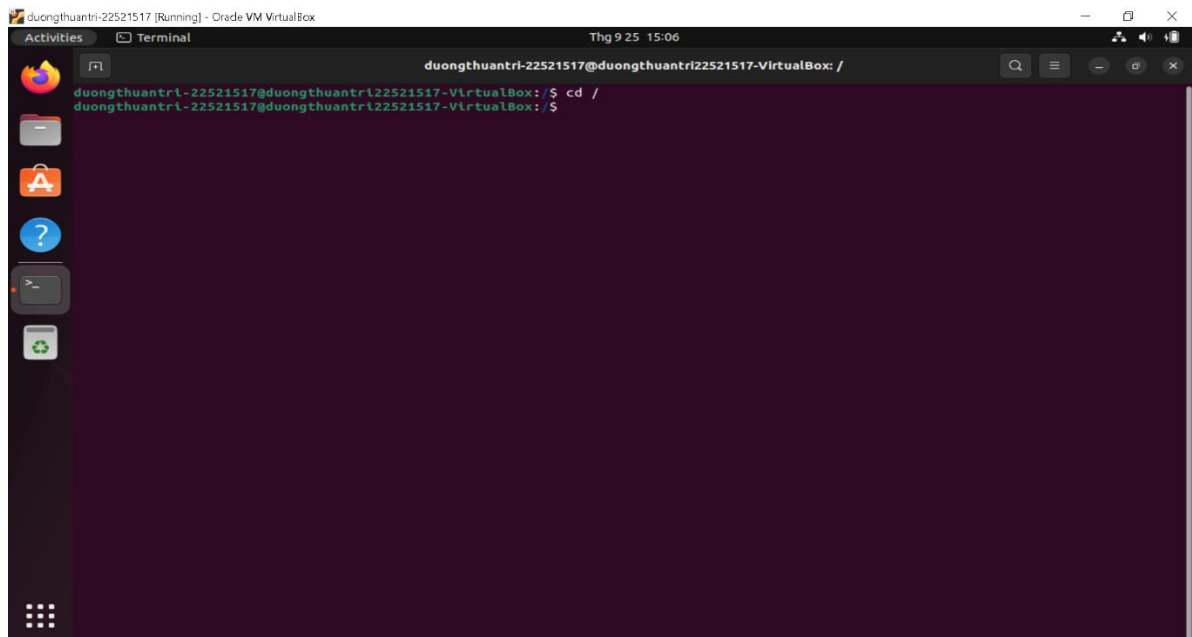 duongthuantri-22521517 [Running] - Oracle VM VirtualBox
Activities Terminal Thg 9 25 15:06
duongthuantri-22521517@duongthuantri22521517-VirtualBox: /
duongthuantri-22521517@duongthuantri22521517-VirtualBox:/$ cd /
duongthuantri-22521517@duongthuantri22521517-VirtualBox:/$